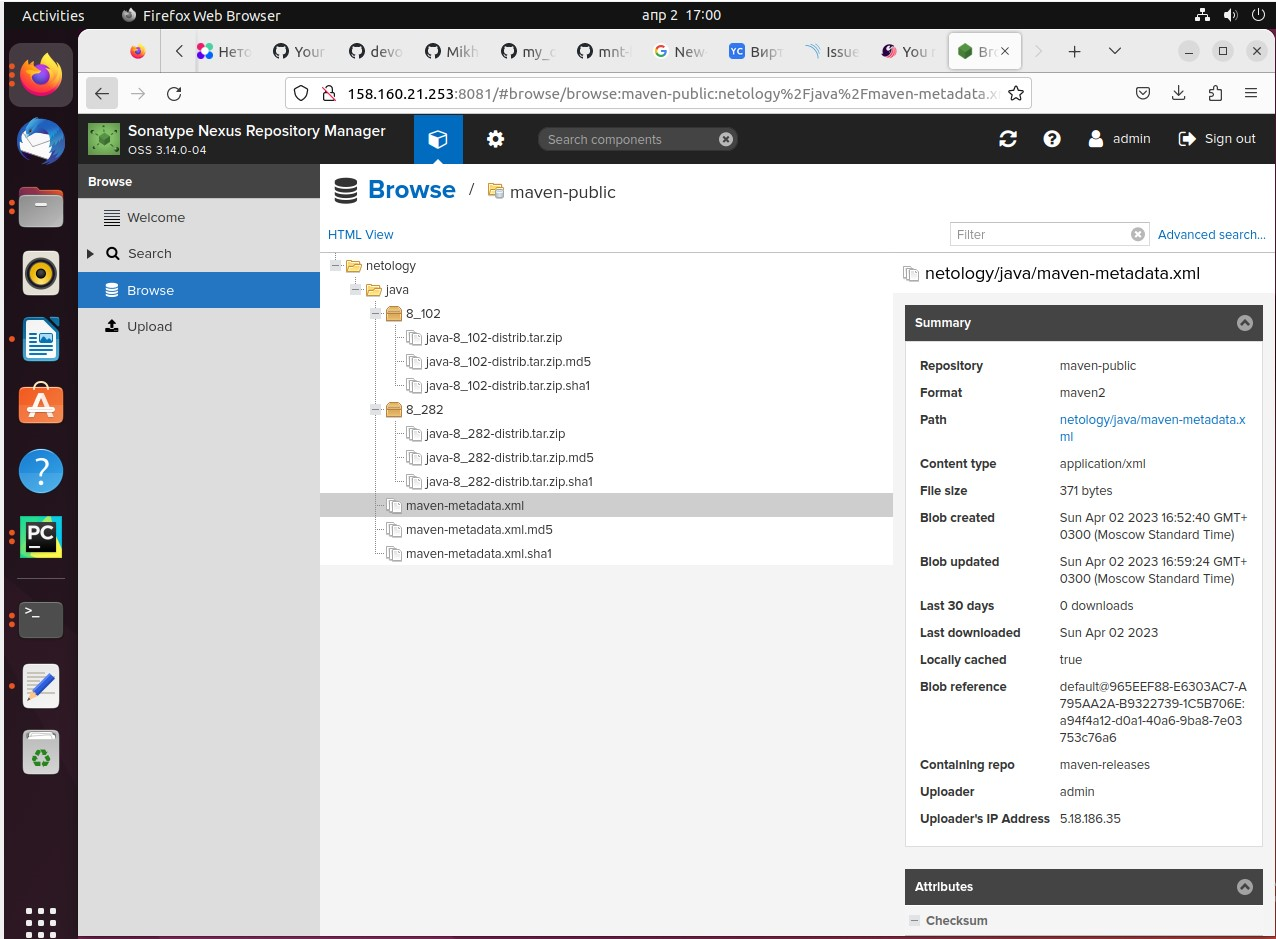 Activities Firefox Web Browser апр 2 17:00
Нето Your devo Mikh my_c mnt- New Вирт Issue You Br
158.160.21.253:8081/#browse/browse:maven-public:netology%2Fjava%2Fmaven-metadata.x
Sonatype Nexus Repository Manager
OSS 3.14.0-04
Search components
admin Sign out
Browse
Welcome
Search
Browse
Upload
Browse / maven-public
HTML View
Filter
Advanced search...
netology
java
8_102
java-8_102-distrib.tar.zip
java-8_102-distrib.tar.zip.md5
java-8_102-distrib.tar.zip.sha1
8_282
java-8_282-distrib.tar.zip
java-8_282-distrib.tar.zip.md5
java-8_282-distrib.tar.zip.sha1
maven-metadata.xml
maven-metadata.xml.md5
maven-metadata.xml.sha1
netology/java/maven-metadata.xml
Summary
Repository maven-public
Format maven2
Path netology/java/maven-metadata.x
ml
Content type application/xml
File size 371 bytes
Blob created Sun Apr 02 2023 16:52:40 GMT+
0300 (Moscow Standard Time)
Blob updated Sun Apr 02 2023 16:59:24 GMT+
0300 (Moscow Standard Time)
Last 30 days 0 downloads
Last downloaded Sun Apr 02 2023
Locally cached true
Blob reference default@965EEF88-E6303AC7-A
795AA2A-B9322739-1C5B706E:
a94f4a12-d0a1-40a6-9ba8-7e03
753c76a6
Containing repo maven-releases
Uploader admin
Uploader's IP Address 5.18.186.35
Attributes
Checksum